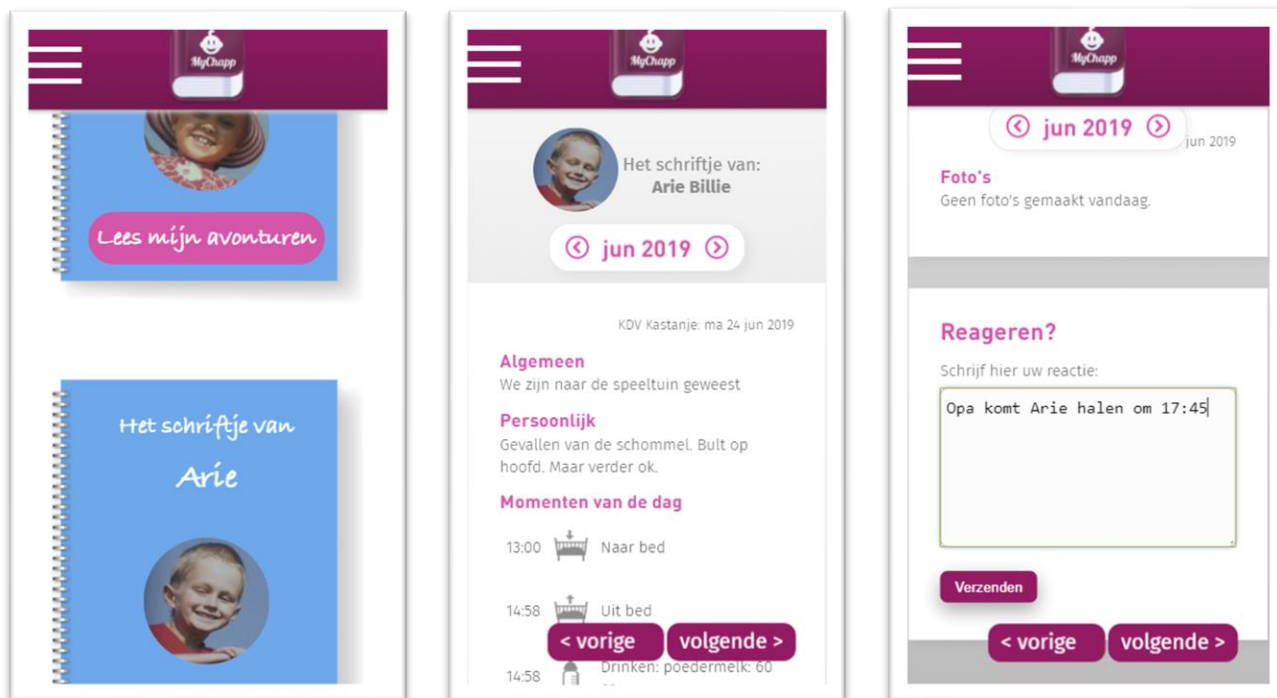 MyChapp
Lees mijn avonturen
Het schriftje van
Arie
MyChapp
Het schriftje van:
Arie Billie
jun 2019
KDV Kastanje: ma 24 jun 2019
Algemeen
We zijn naar de speeltuin geweest
Persoonlijk
Gevallen van de schommel. Bult op
hoofd. Maar verder ok.
Momenten van de dag
13:00 Naar bed
14:58 Uit bed
< vorige volgende >
14:58 Drinken: poedermelk: 60
MyChapp
jun 2019
jun 2019
Foto's
Geen foto's gemaakt vandaag.
Reageren?
Schrijf hier uw reactie:
Opa komt Arie halen om 17:45
Verzenden
< vorige volgende >